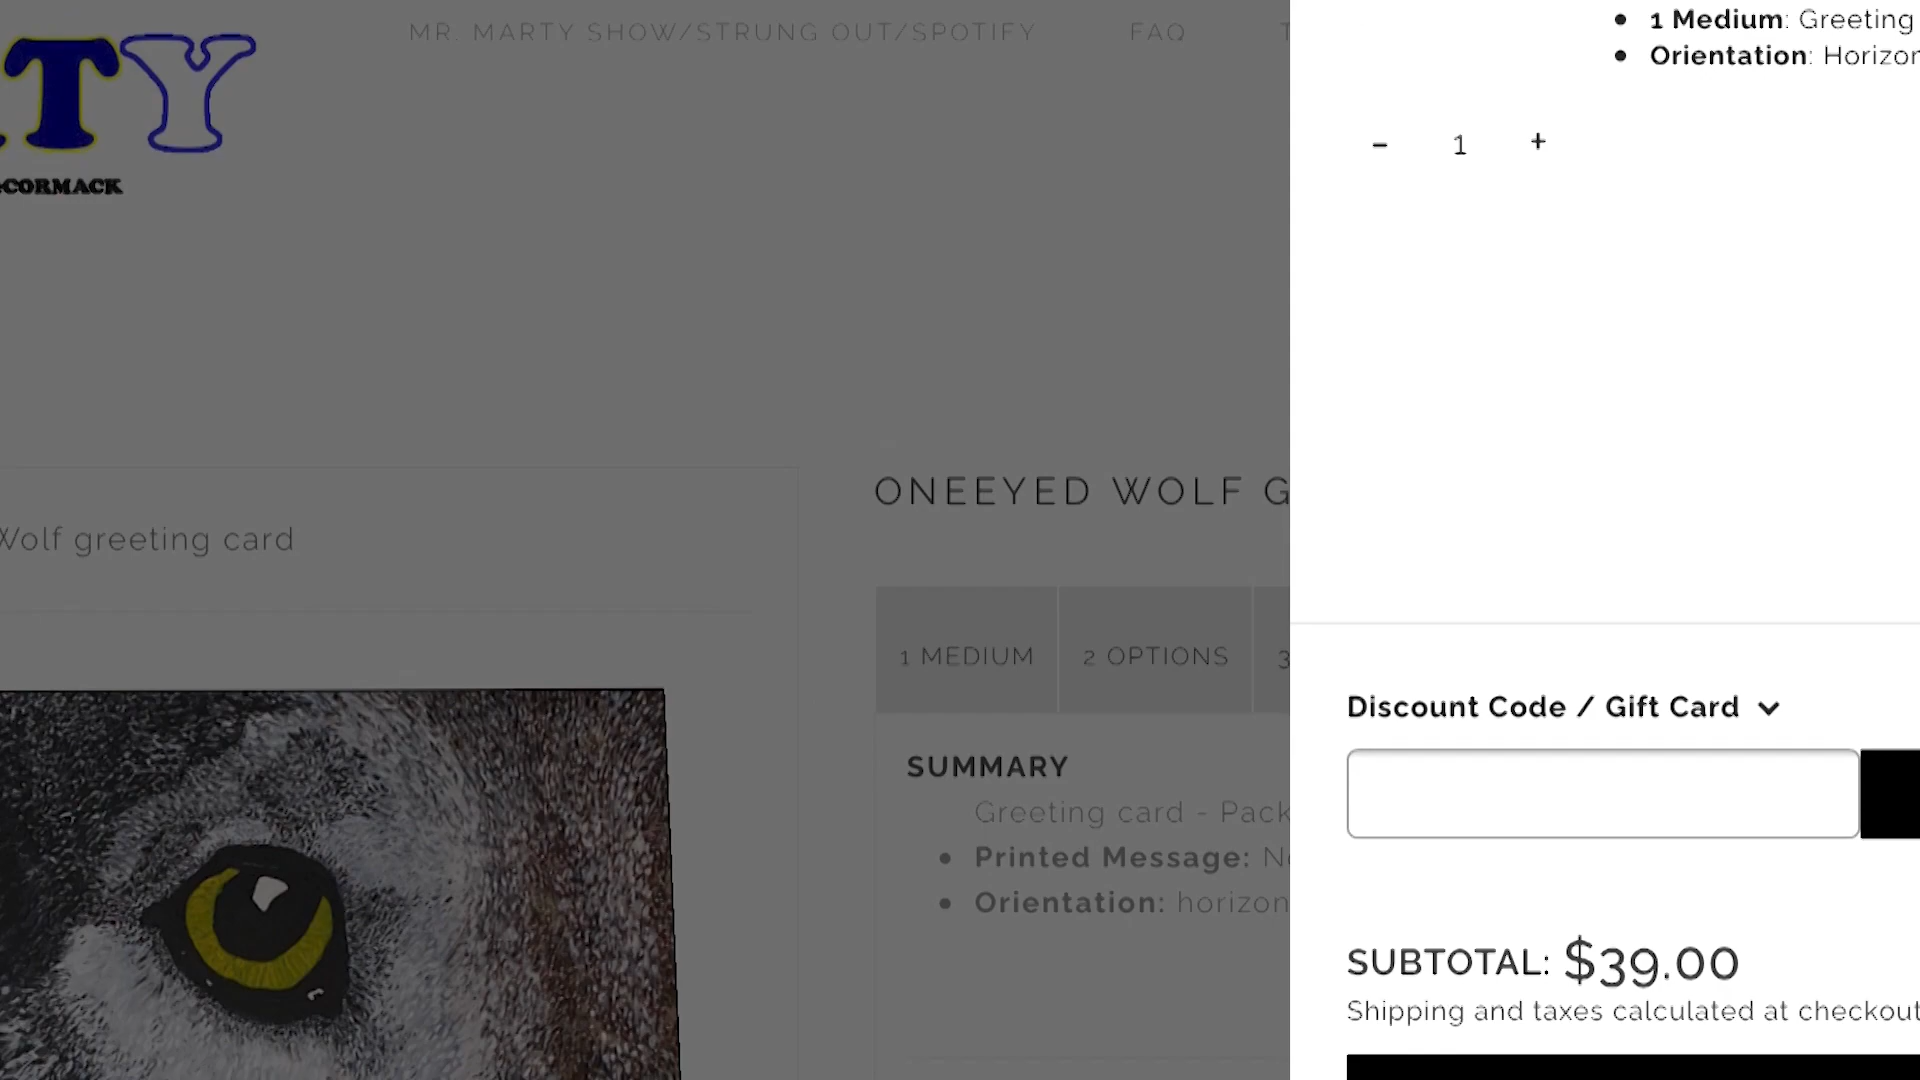 TY
CORMACK
MR. MARTY SHOW/STRUNG OUT/SPOTIFY
FAQ
Wolf greeting card
ONEEYED WOLF G
1 MEDIUM
2 OPTIONS
3
SUMMARY
Greeting card - Pack
• Printed Message:
• Orientation: horizon
• 1 Medium: Greeting
• Orientation: Horizon
- 1 +
Discount Code / Gift Card
SUBTOTAL: $39.00
Shipping and taxes calculated at checkout